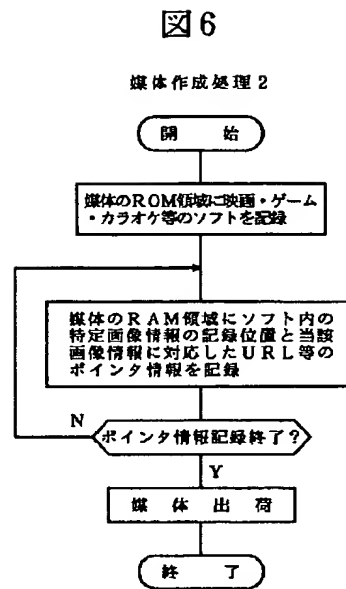 図6
媒体作成処理2
開 始
媒体のROM領域に映画・ゲーム
・カラオケ等のソフトを記録
媒体のRAM領域にソフト内の
特定画像情報の記録位置と当該
画像情報に対応したURL等の
ポインタ情報を記録
N
ポインタ情報記録終了?
Y
媒 体 出 荷
終 了